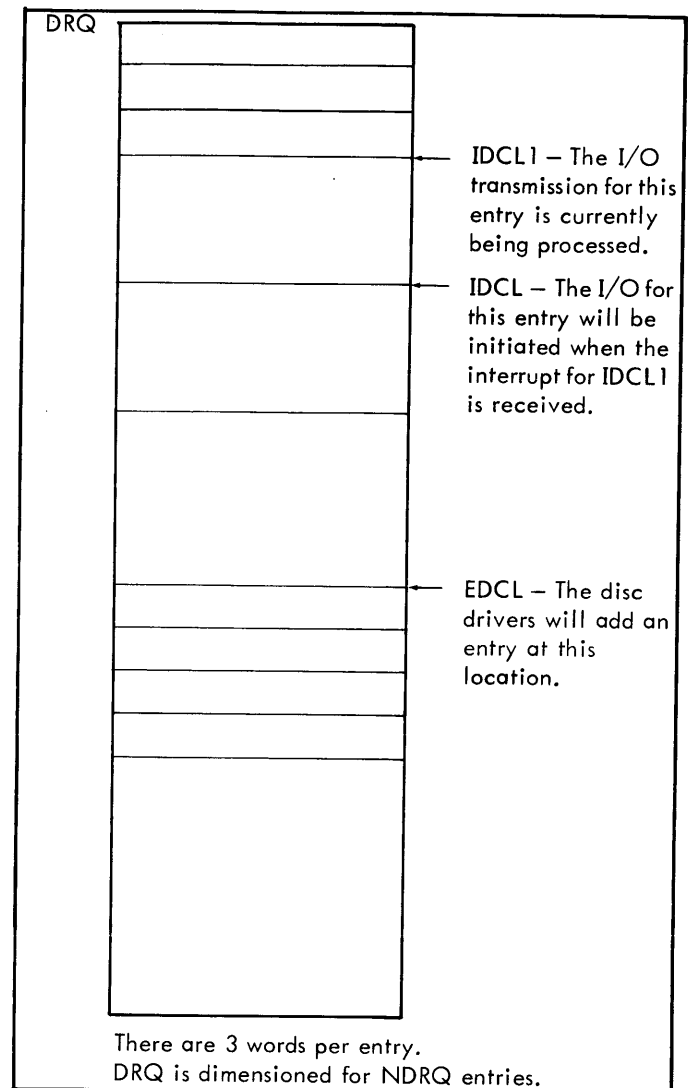 DRQ
IDCL1 – The I/O
transmission for this
entry is currently
being processed.
IDCL – The I/O for
this entry will be
initiated when the
interrupt for IDCL1
is received.
EDCL – The disc
drivers will add an
entry at this
location.
There are 3 words per entry.
DRQ is dimensioned for NDRQ entries.